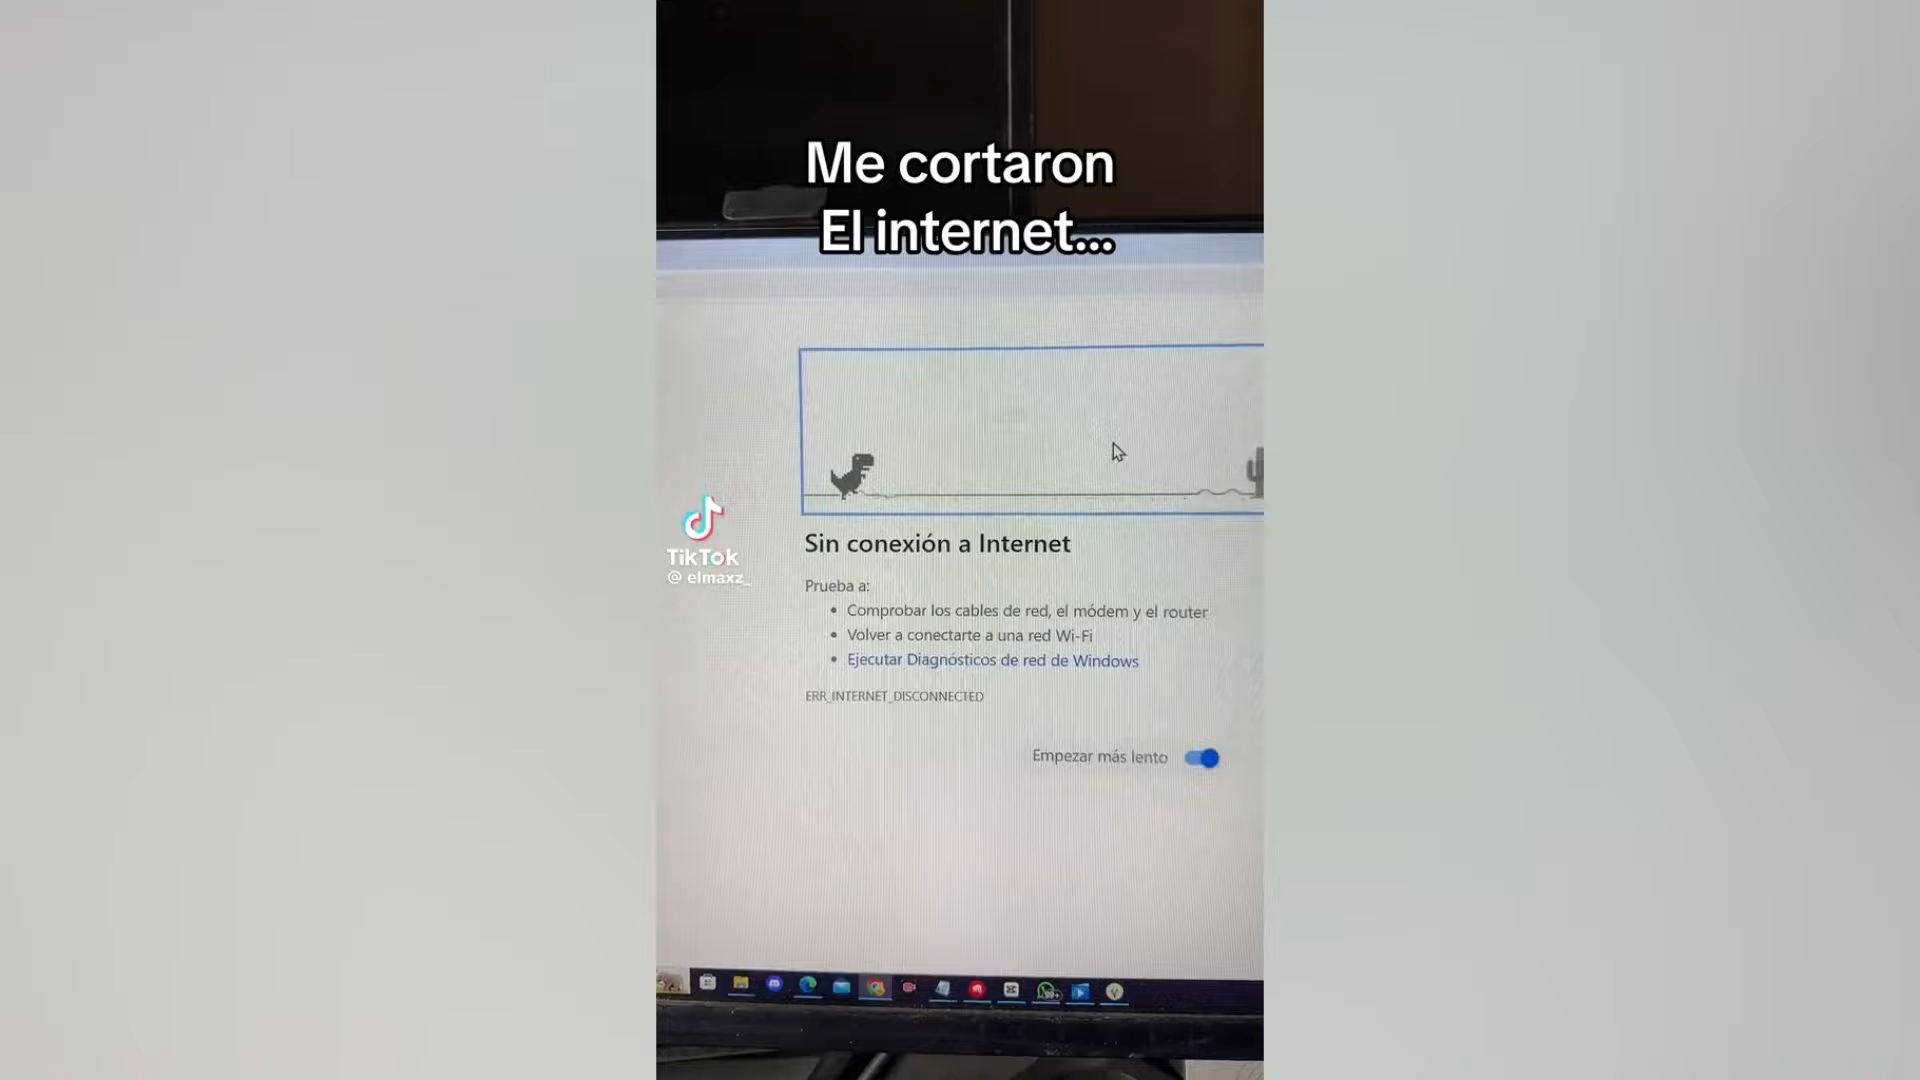 Me cortaron
El internet...
TikTok
@ elmaxz_
Sin conexión a Internet
Prueba a:
• Comprobar los cables de red, el módem y el router
• Volver a conectarte a una red Wi-Fi
• Ejecutar Diagnósticos de red de Windows
ERR_INTERNET_DISCONNECTED
Empezar más lento
99+